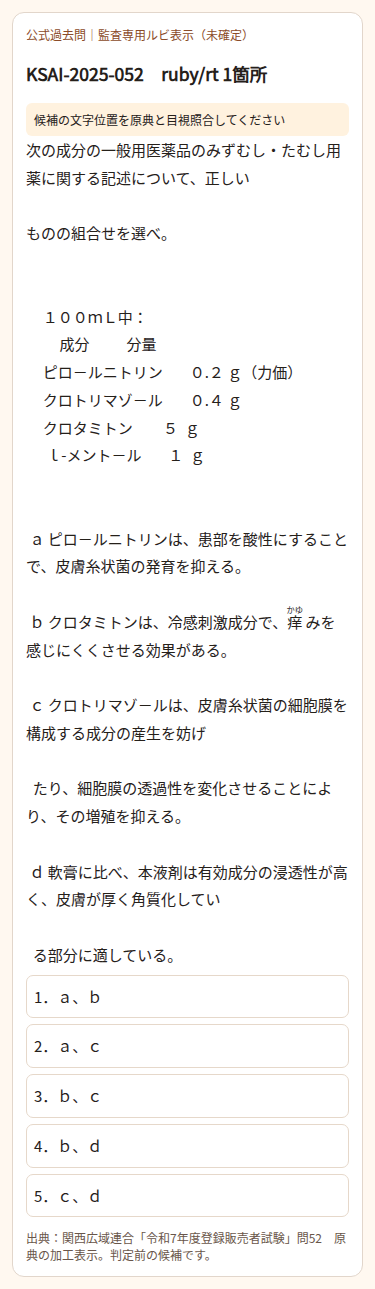 公式過去問｜監査専用ルビ表示（未確定）
KSAI-2025-052　ruby/rt 1箇所
候補の文字位置を原典と目視照合してください
次の成分の一般用医薬品のみずむし・たむし用
薬に関する記述について、正しい
ものの組合せを選べ。
１００ｍＬ中：
成分　　分量
ピロールニトリン　　０.２ｇ（力価）
クロトリマゾール　　０.４ｇ
クロタミトン　　５ｇ
ｌ-メントール　　１ｇ
ａ ピロールニトリンは、患部を酸性にすること
で、皮膚糸状菌の発育を抑える。
かゆ
ｂ クロタミトンは、冷感刺激成分で、痒みを
感じにくくさせる効果がある。
ｃ クロトリマゾールは、皮膚糸状菌の細胞膜を
構成する成分の産生を妨げ
たり、細胞膜の透過性を変化させることによ
り、その増殖を抑える。
ｄ 軟膏に比べ、本液剤は有効成分の浸透性が高
く、皮膚が厚く角質化してい
る部分に適している。
1．ａ、ｂ
2．ａ、ｃ
3．ｂ、ｃ
4．ｂ、ｄ
5．ｃ、ｄ
出典：関西広域連合「令和7年度登録販売者試験」問52　原
典の加工表示。判定前の候補です。